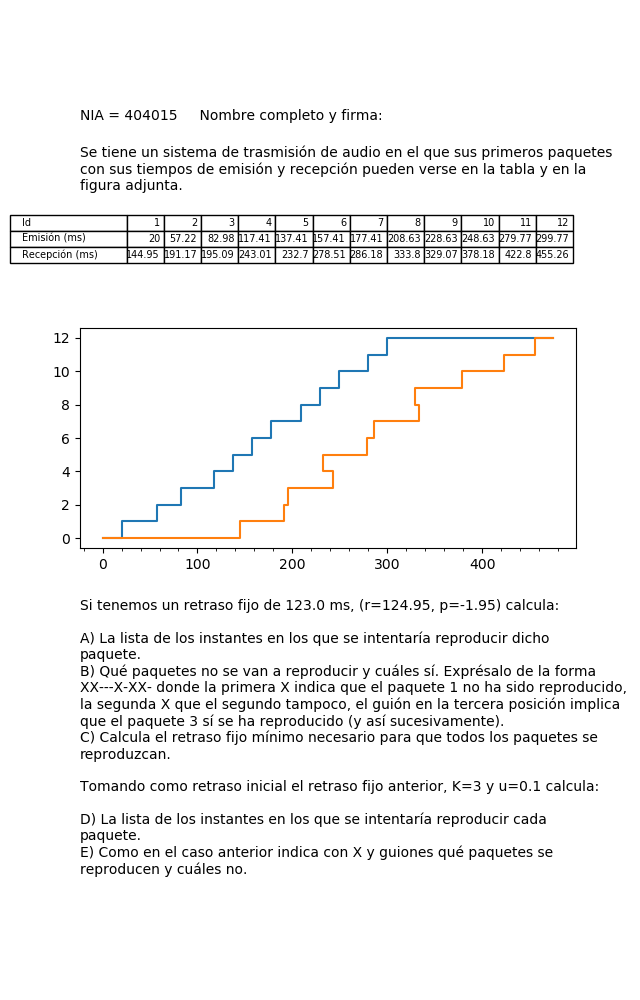 NIA = 404015     Nombre completo y firma:
Se tiene un sistema de trasmisión de audio en el que sus primeros paquetes
con sus tiempos de emisión y recepción pueden verse en la tabla y en la
figura adjunta.
Id 1 2 3 4 5 6 7 8 9 10 11 12
Emisión (ms) 20 57.22 82.98 117.41 137.41 157.41 177.41 208.63 228.63 248.63 279.77 299.77
Recepción (ms) 144.95 191.17 195.09 243.01 232.7 278.51 286.18 333.8 329.07 378.18 422.8 455.26
12
10
8
6
4
2
0
0 100 200 300 400
Si tenemos un retraso fijo de 123.0 ms, (r=124.95, p=-1.95) calcula:
A) La lista de los instantes en los que se intentaría reproducir dicho
paquete.
B) Qué paquetes no se van a reproducir y cuáles sí. Exprésalo de la forma
XX---X-XX- donde la primera X indica que el paquete 1 no ha sido reproducido,
la segunda X que el segundo tampoco, el guión en la tercera posición implica
que el paquete 3 sí se ha reproducido (y así sucesivamente).
C) Calcula el retraso fijo mínimo necesario para que todos los paquetes se
reproduzcan.
Tomando como retraso inicial el retraso fijo anterior, K=3 y u=0.1 calcula:
D) La lista de los instantes en los que se intentaría reproducir cada
paquete.
E) Como en el caso anterior indica con X y guiones qué paquetes se
reproducen y cuáles no.